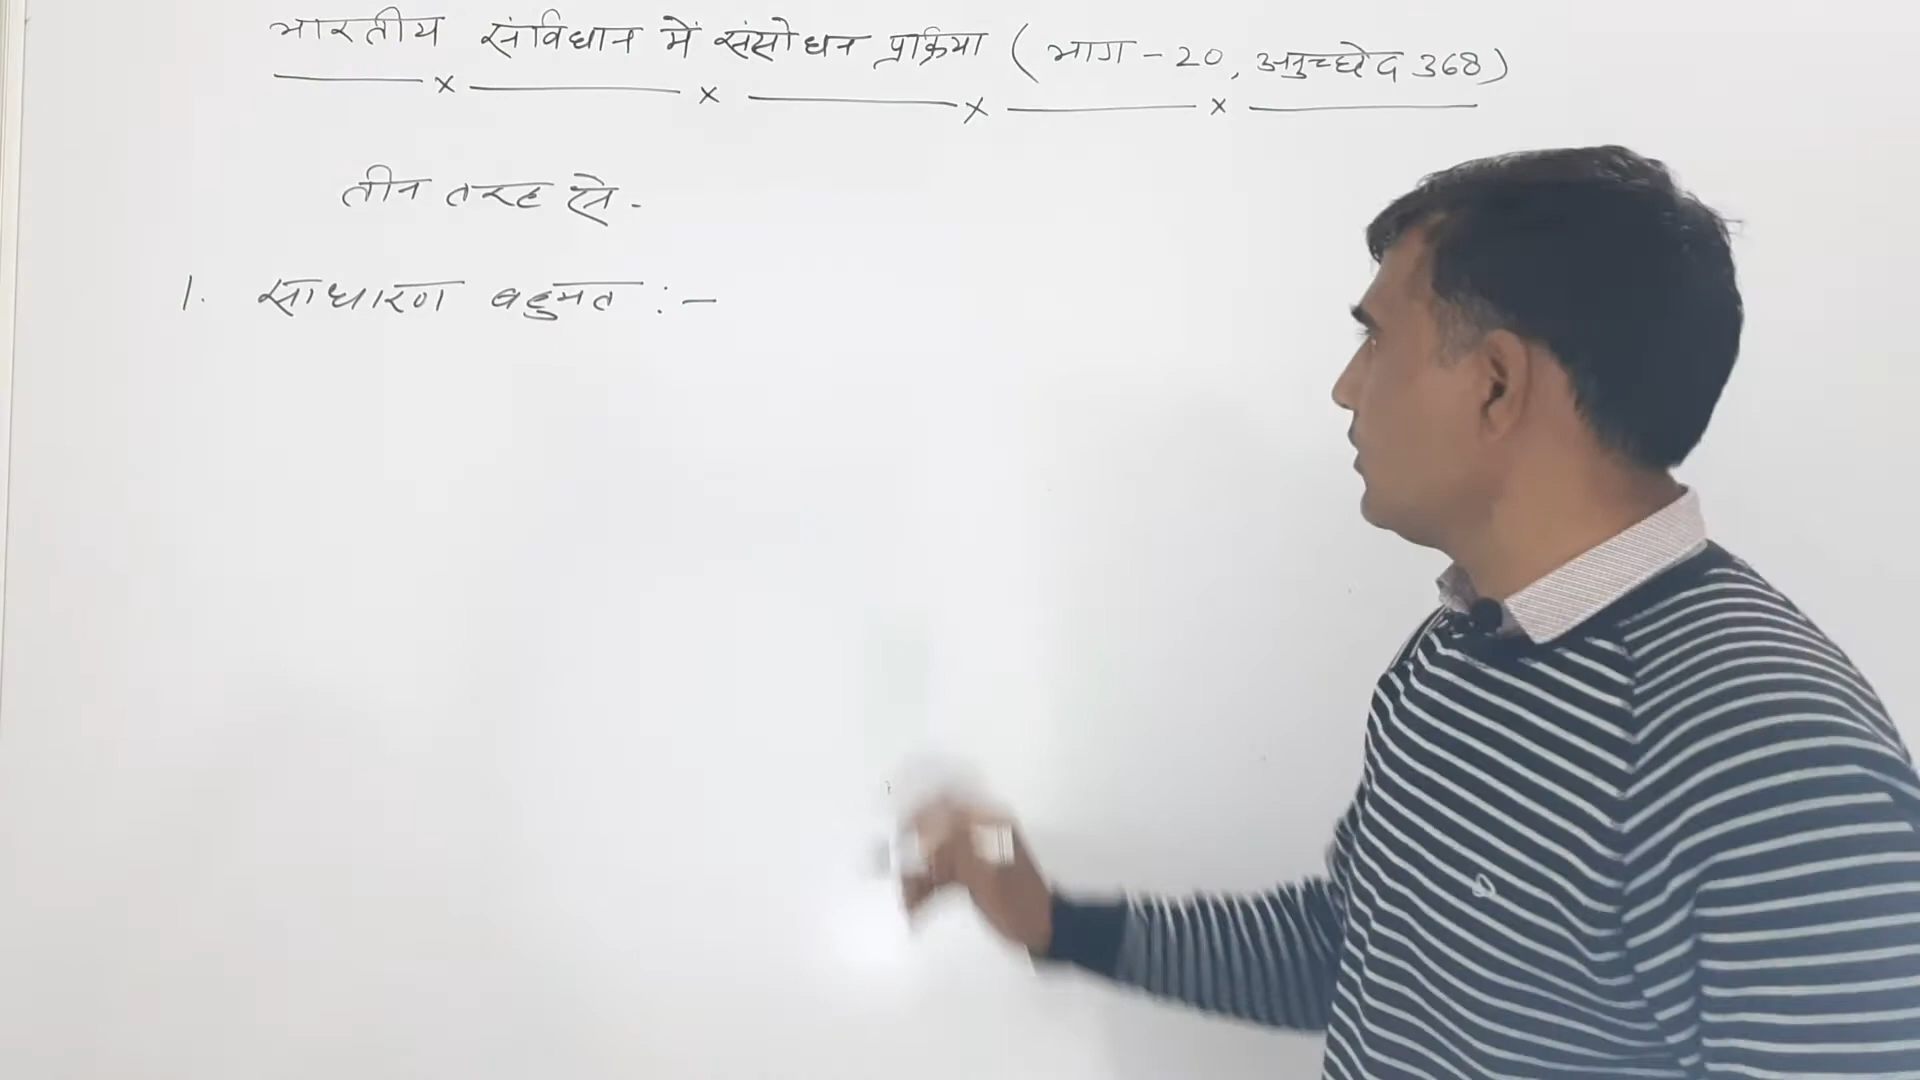 भारतीय संविधान में संसोधन प्रक्रिया (भाग - 20, अनुच्छेद 368)
तीन तरह से -
1. साधारण बहुमत :-